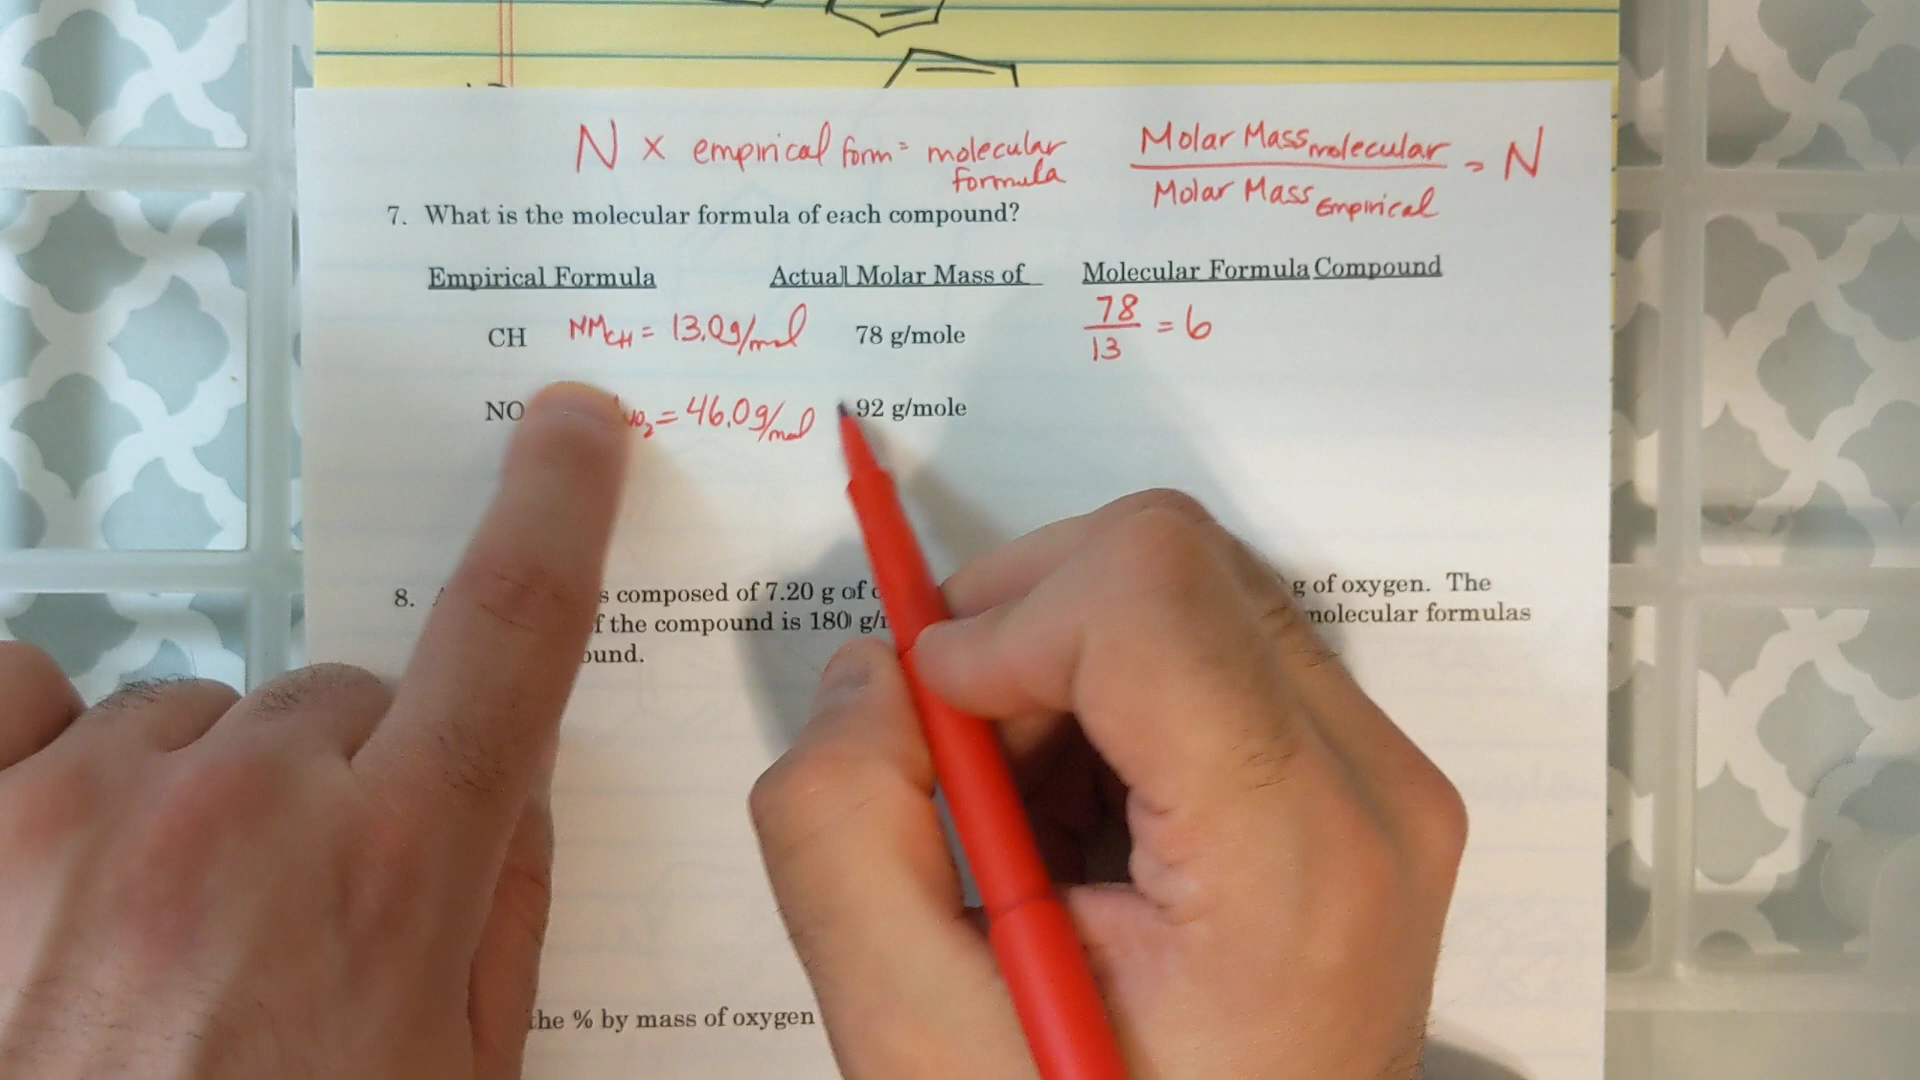 N x empirical form = molecular formula
Molar Mass molecular / Molar Mass Empirical = N
7. What is the molecular formula of each compound?
Empirical Formula Actual Molar Mass of Molecular Formula Compound
CH MM CH = 13.0g/mol 78 g/mole 78/13 = 6
NO NO₂ = 46.0g/mol 92 g/mole
8. s composed of 7.20 g of g of oxygen. The
f the compound is 180 g/ molecular formulas
ound.
the % by mass of oxygen